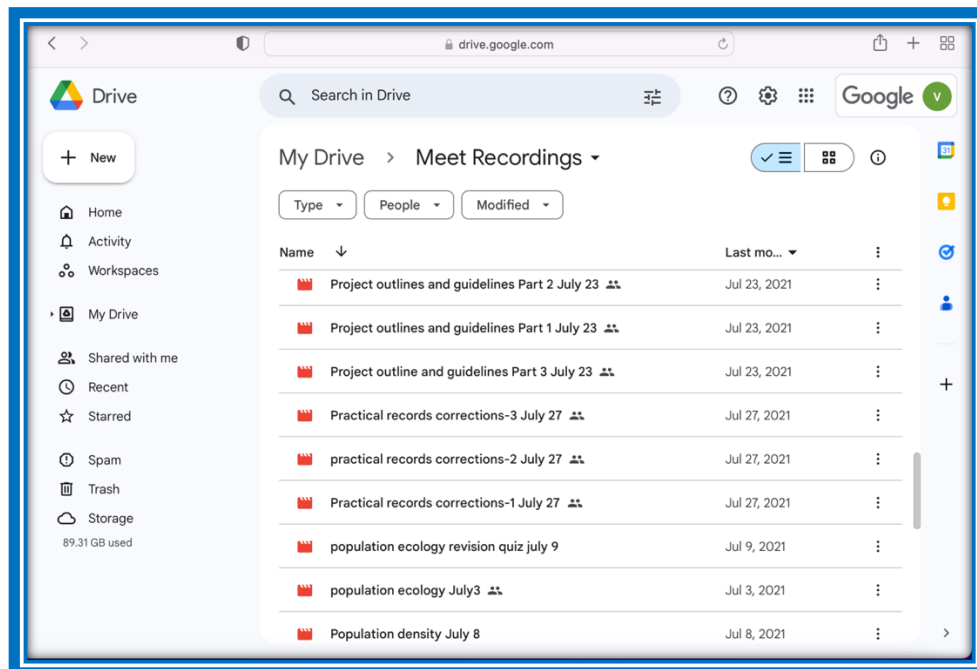 drive.google.com
Drive
Search in Drive
Google
V
New
My Drive > Meet Recordings
31
Type
People
Modified
Home
Activity
Workspaces
My Drive
Shared with me
Recent
Starred
Spam
Trash
Storage
89.31 GB used
Name Last mo...
Project outlines and guidelines Part 2 July 23 Jul 23, 2021
Project outlines and guidelines Part 1 July 23 Jul 23, 2021
Project outline and guidelines Part 3 July 23 Jul 23, 2021
Practical records corrections-3 July 27 Jul 27, 2021
practical records corrections-2 July 27 Jul 27, 2021
Practical records corrections-1 July 27 Jul 27, 2021
population ecology revision quiz july 9 Jul 9, 2021
population ecology July3 Jul 3, 2021
Population density July 8 Jul 8, 2021